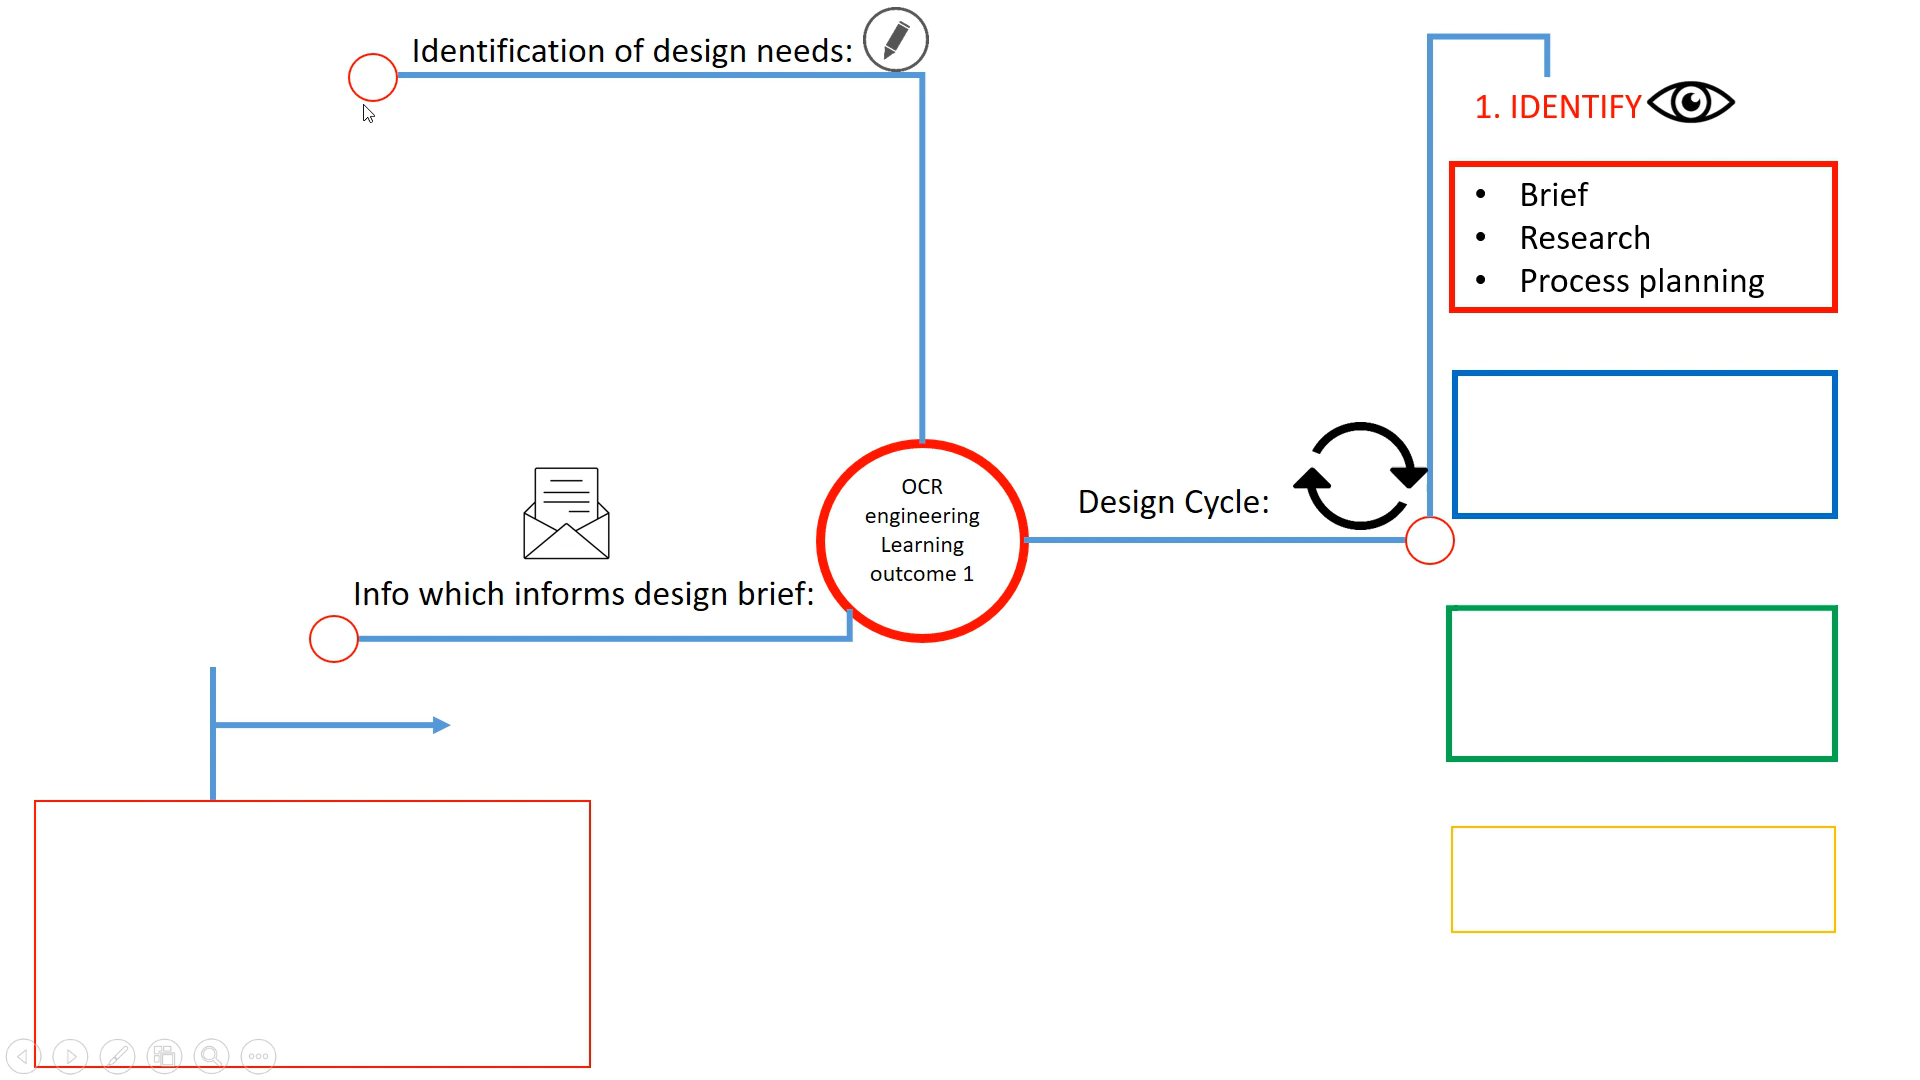 Identification of design needs:
1. IDENTIFY
• Brief
• Research
• Process planning
OCR
engineering
Learning
outcome 1
Design Cycle:
Info which informs design brief: